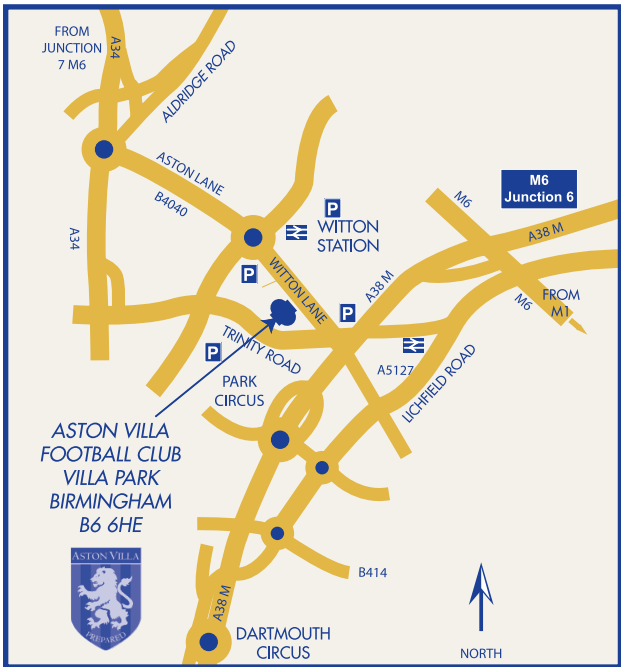 FROM
JUNCTION
7 M6
A34
ALDRIDGE ROAD
ASTON LANE
B4040
A34
P
WITTON
STATION
P
WITTON LANE
M6
Junction 6
M6
A38 M
A38 M
M6
FROM
M1
P
P
TRINITY ROAD
A5127
LICHFIELD ROAD
PARK
CIRCUS
ASTON VILLA
FOOTBALL CLUB
VILLA PARK
BIRMINGHAM
B6 6HE
ASTON VILLA
PREPARED
B414
A38 M
DARTMOUTH
CIRCUS
NORTH